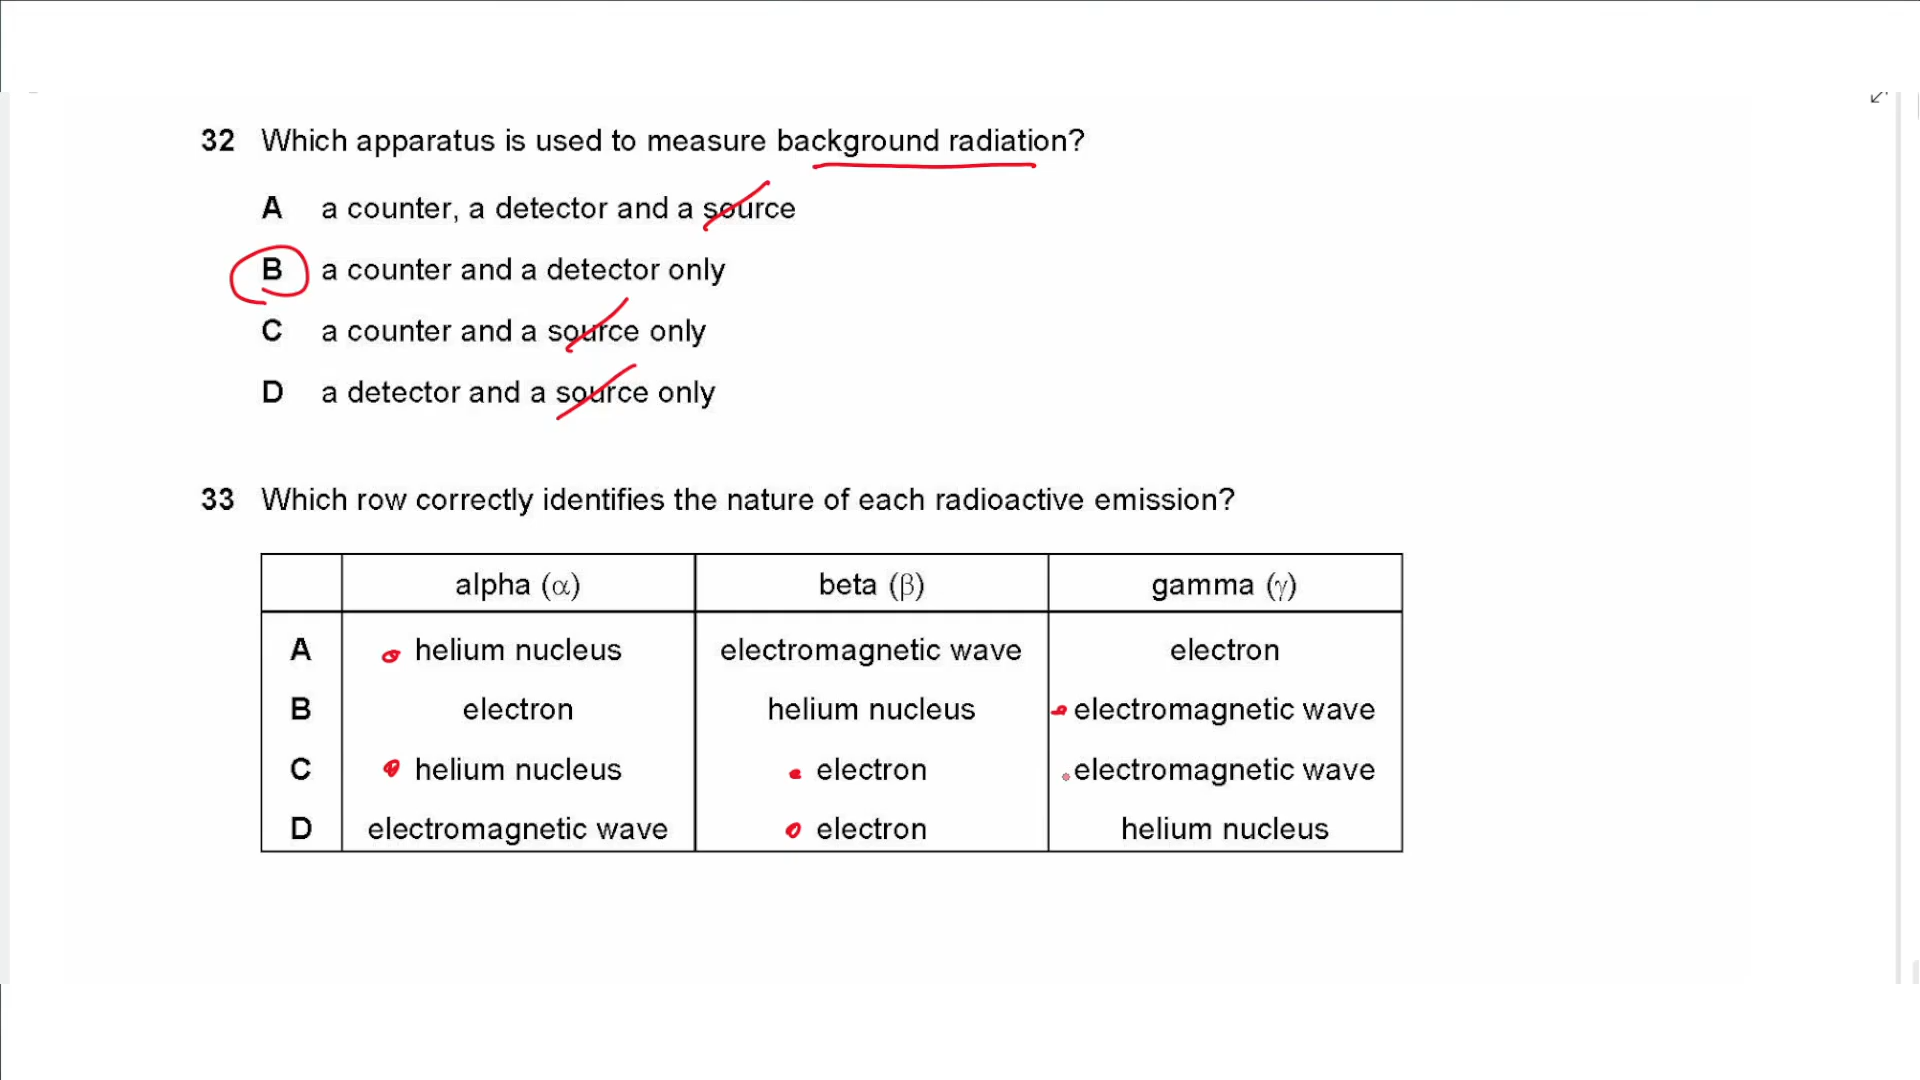 32 Which apparatus is used to measure background radiation?
A a counter, a detector and a source
B a counter and a detector only
C a counter and a source only
D a detector and a source only
33 Which row correctly identifies the nature of each radioactive emission?
alpha (α) beta (β) gamma (γ)
A helium nucleus electromagnetic wave electron
B electron helium nucleus electromagnetic wave
C helium nucleus electron electromagnetic wave
D electromagnetic wave electron helium nucleus